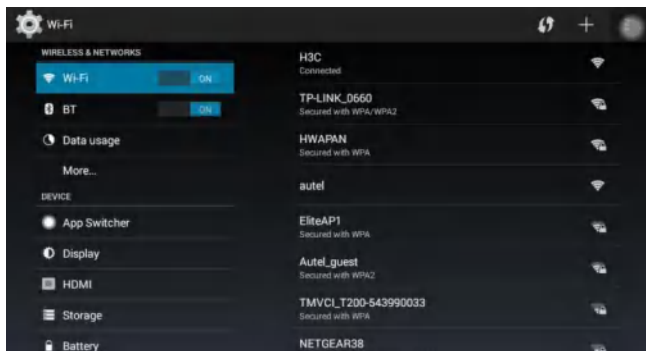 Wi-Fi
WIRELESS & NETWORKS
Wi-Fi ON
BT ON
Data usage
More...
DEVICE
App Switcher
Display
HDMI
Storage
Battery
H3C
Connected
TP-LINK_0660
Secured with WPA/WPA2
HWAPAN
Secured with WPA
autel
EliteAP1
Secured with WPA
Autel_guest
Secured with WPA2
TMVCI_T200-543990033
Secured with WPA
NETGEAR38